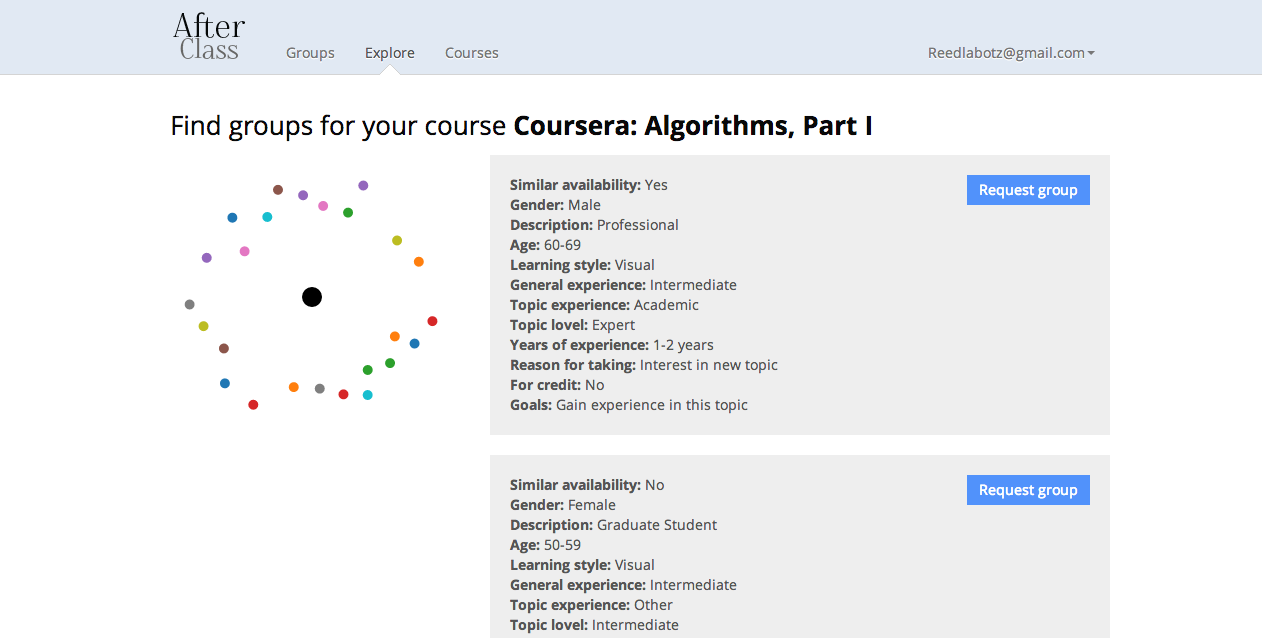 After
Class
Groups
Explore
Courses
Reedlabotz@gmail.com
Find groups for your course Coursera: Algorithms, Part I
Similar availability: Yes
Request group
Gender: Male
Description: Professional
Age: 60-69
Learning style: Visual
General experience: Intermediate
Topic experience: Academic
Topic lovel: Expert
Years of experience: 1-2 years
Reason for taking: Interest in new topic
For credit: No
Goals: Gain experience in this topic
Similar availability: No
Request group
Gender: Female
Description: Graduate Student
Age: 50-59
Learning style: Visual
General experience: Intermediate
Topic experience: Other
Topic lovel: Intermediate